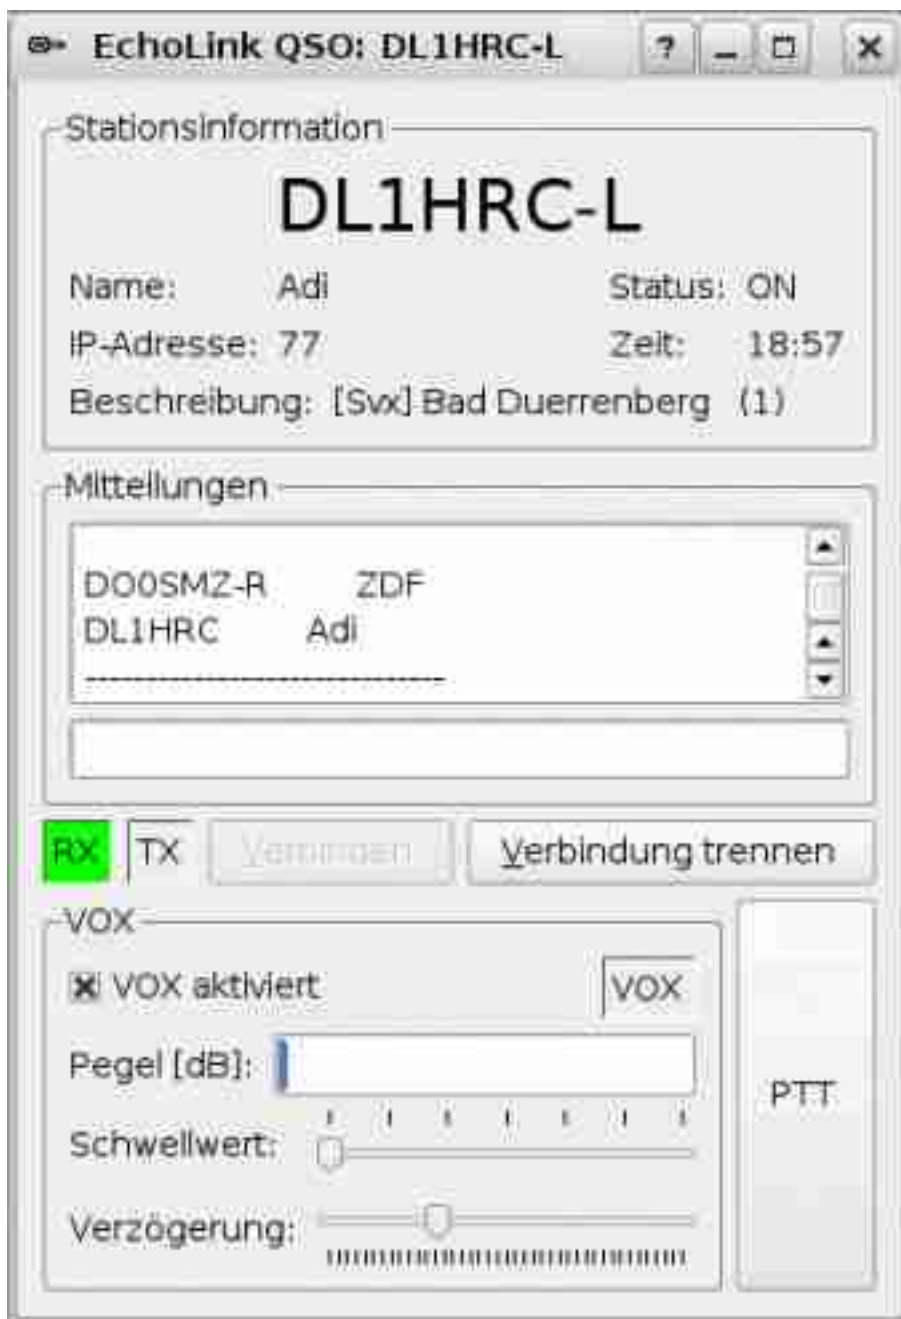 EchoLink QSO: DL1HRC-L
Stationsinformation
DL1HRC-L
Name: Adi Status: ON
IP-Adresse: 77 Zeit: 18:57
Beschreibung: [Svx] Bad Duerrenberg (1)
Mitteilungen
DO0SMZ-R ZDF
DL1HRC Adi
------------------------------
RX TX Verbinden Verbindung trennen
VOX
VOX aktiviert VOX
Pegel [dB]:
PTT
Schwellwert:
Verzögerung: